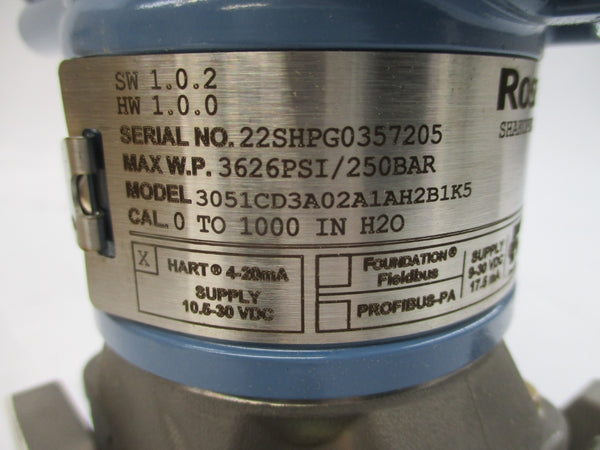 SW 1.0.2
HW 1.0.0
SERIAL NO. 22SHPG0357205
MAX W.P. 3626PSI/250BAR
MODEL 3051CD3A02A1AH2B1K5
CAL. 0 TO 1000 IN H2O
X HART® 4-20mA
SUPPLY
10.5-30 VDC
FOUNDATION®
Fieldbus
PROFIBUS-PA
SUPPLY
9-30 VDC
17.5 mA